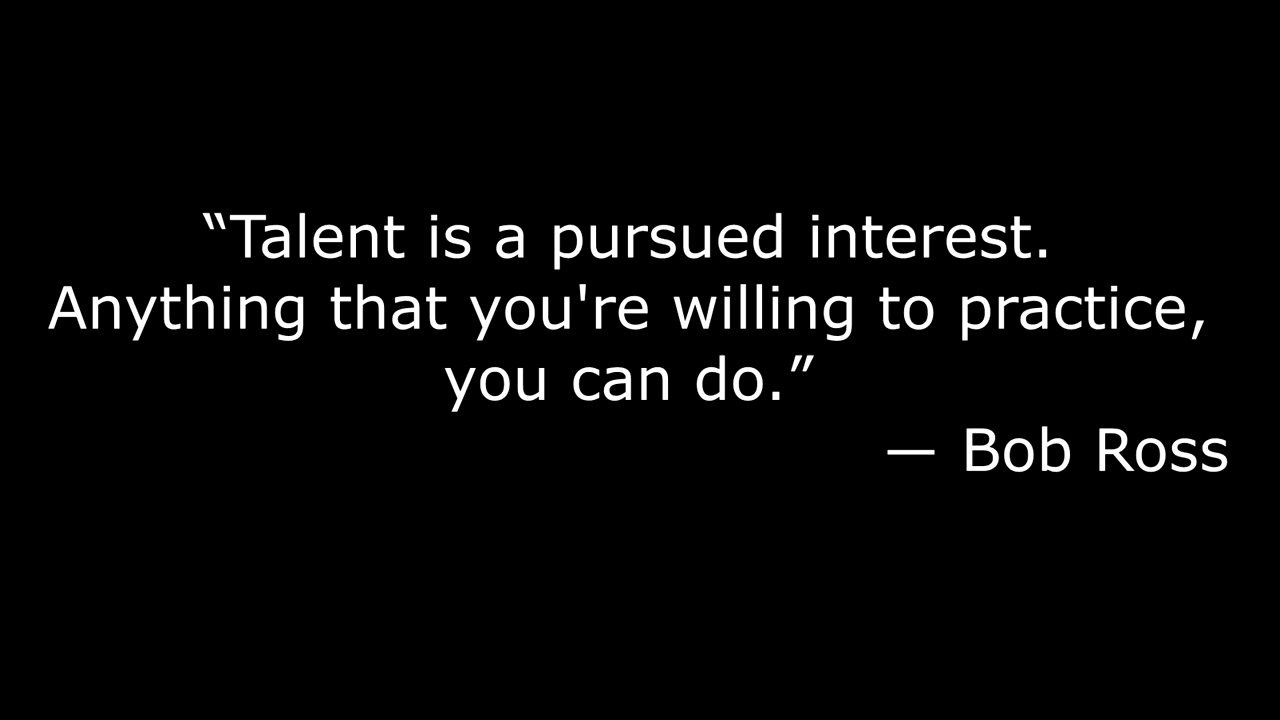 “Talent is a pursued interest.
Anything that you're willing to practice,
you can do.”
— Bob Ross